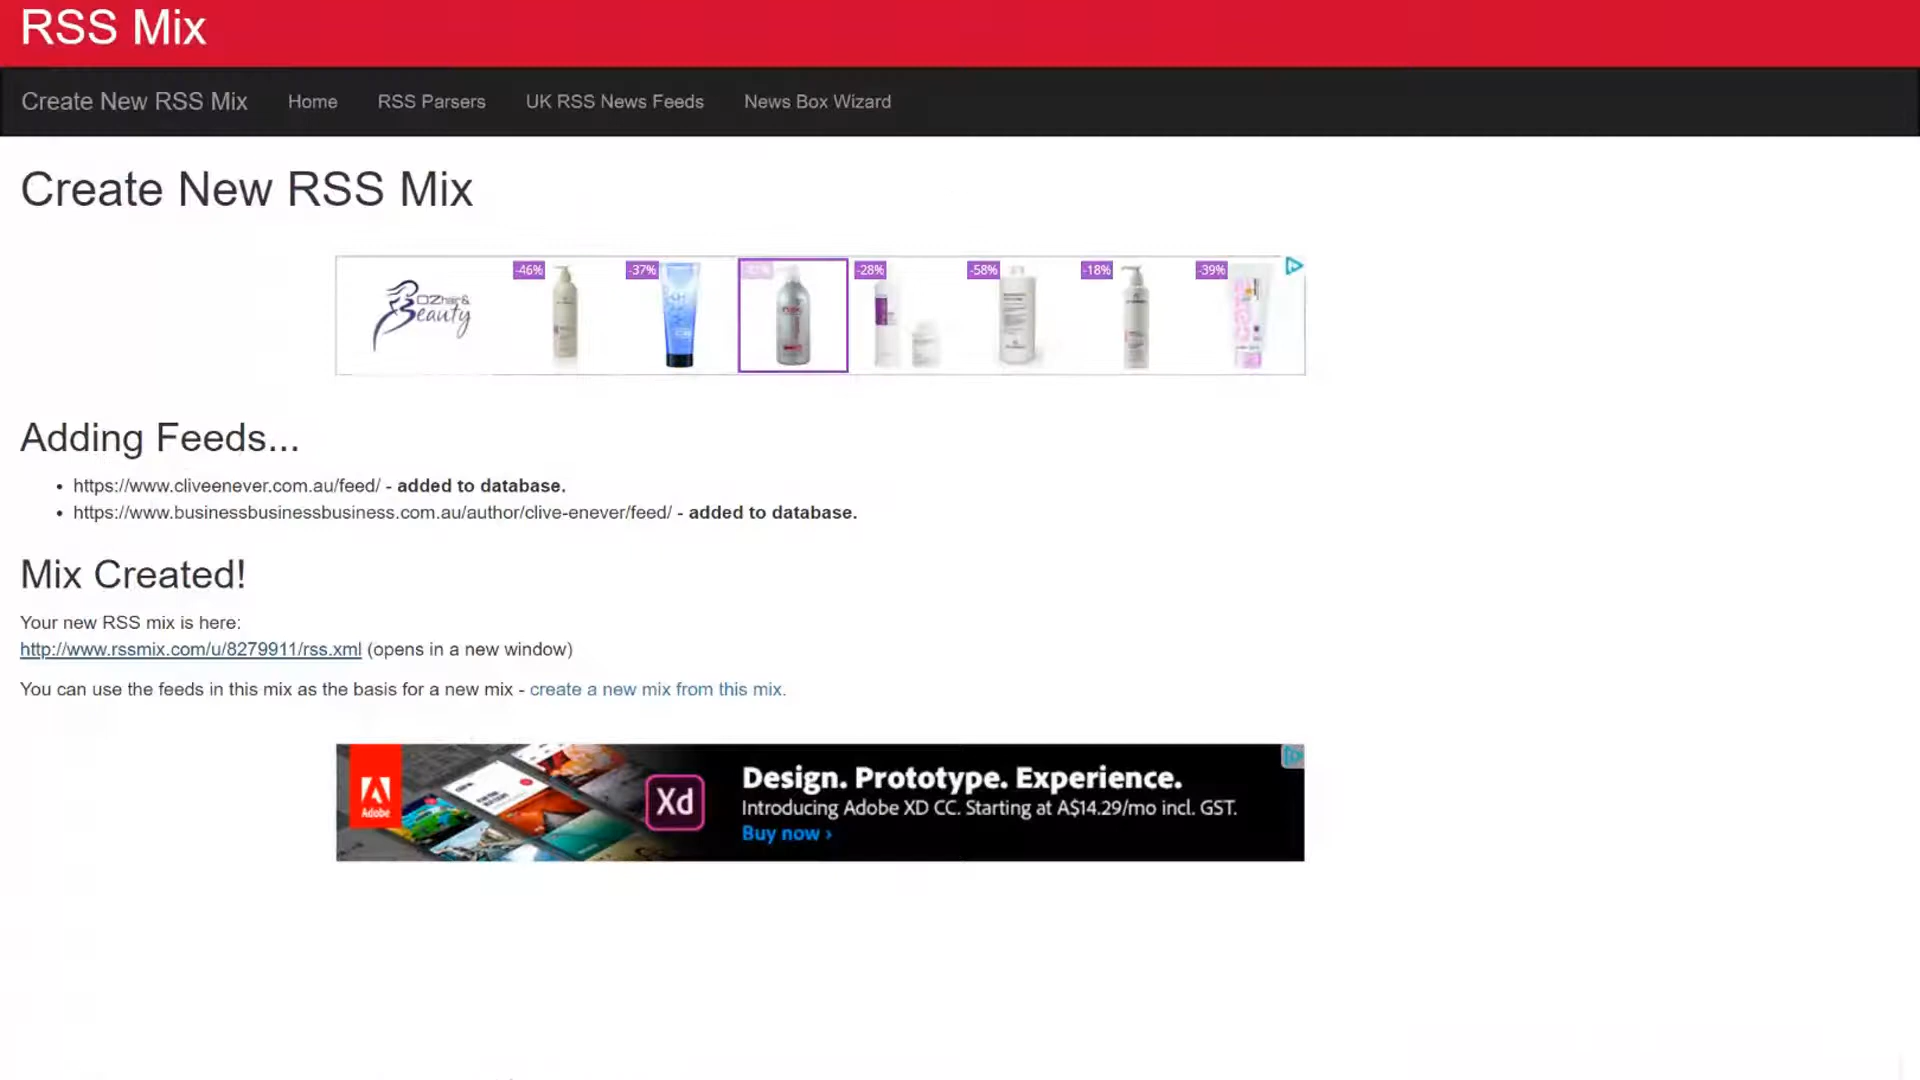 RSS Mix
Create New RSS Mix Home RSS Parsers UK RSS News Feeds News Box Wizard
Create New RSS Mix
OZhair&
Beauty
-46% -37% -28% -58% -18% -39%
Adding Feeds...
• https://www.cliveenever.com.au/feed/ - added to database.
• https://www.businessbusinessbusiness.com.au/author/clive-enever/feed/ - added to database.
Mix Created!
Your new RSS mix is here:
http://www.rssmix.com/u/8279911/rss.xml (opens in a new window)
You can use the feeds in this mix as the basis for a new mix - create a new mix from this mix.
Adobe
Xd
Design. Prototype. Experience.
Introducing Adobe XD CC. Starting at A$14.29/mo incl. GST.
Buy now ›